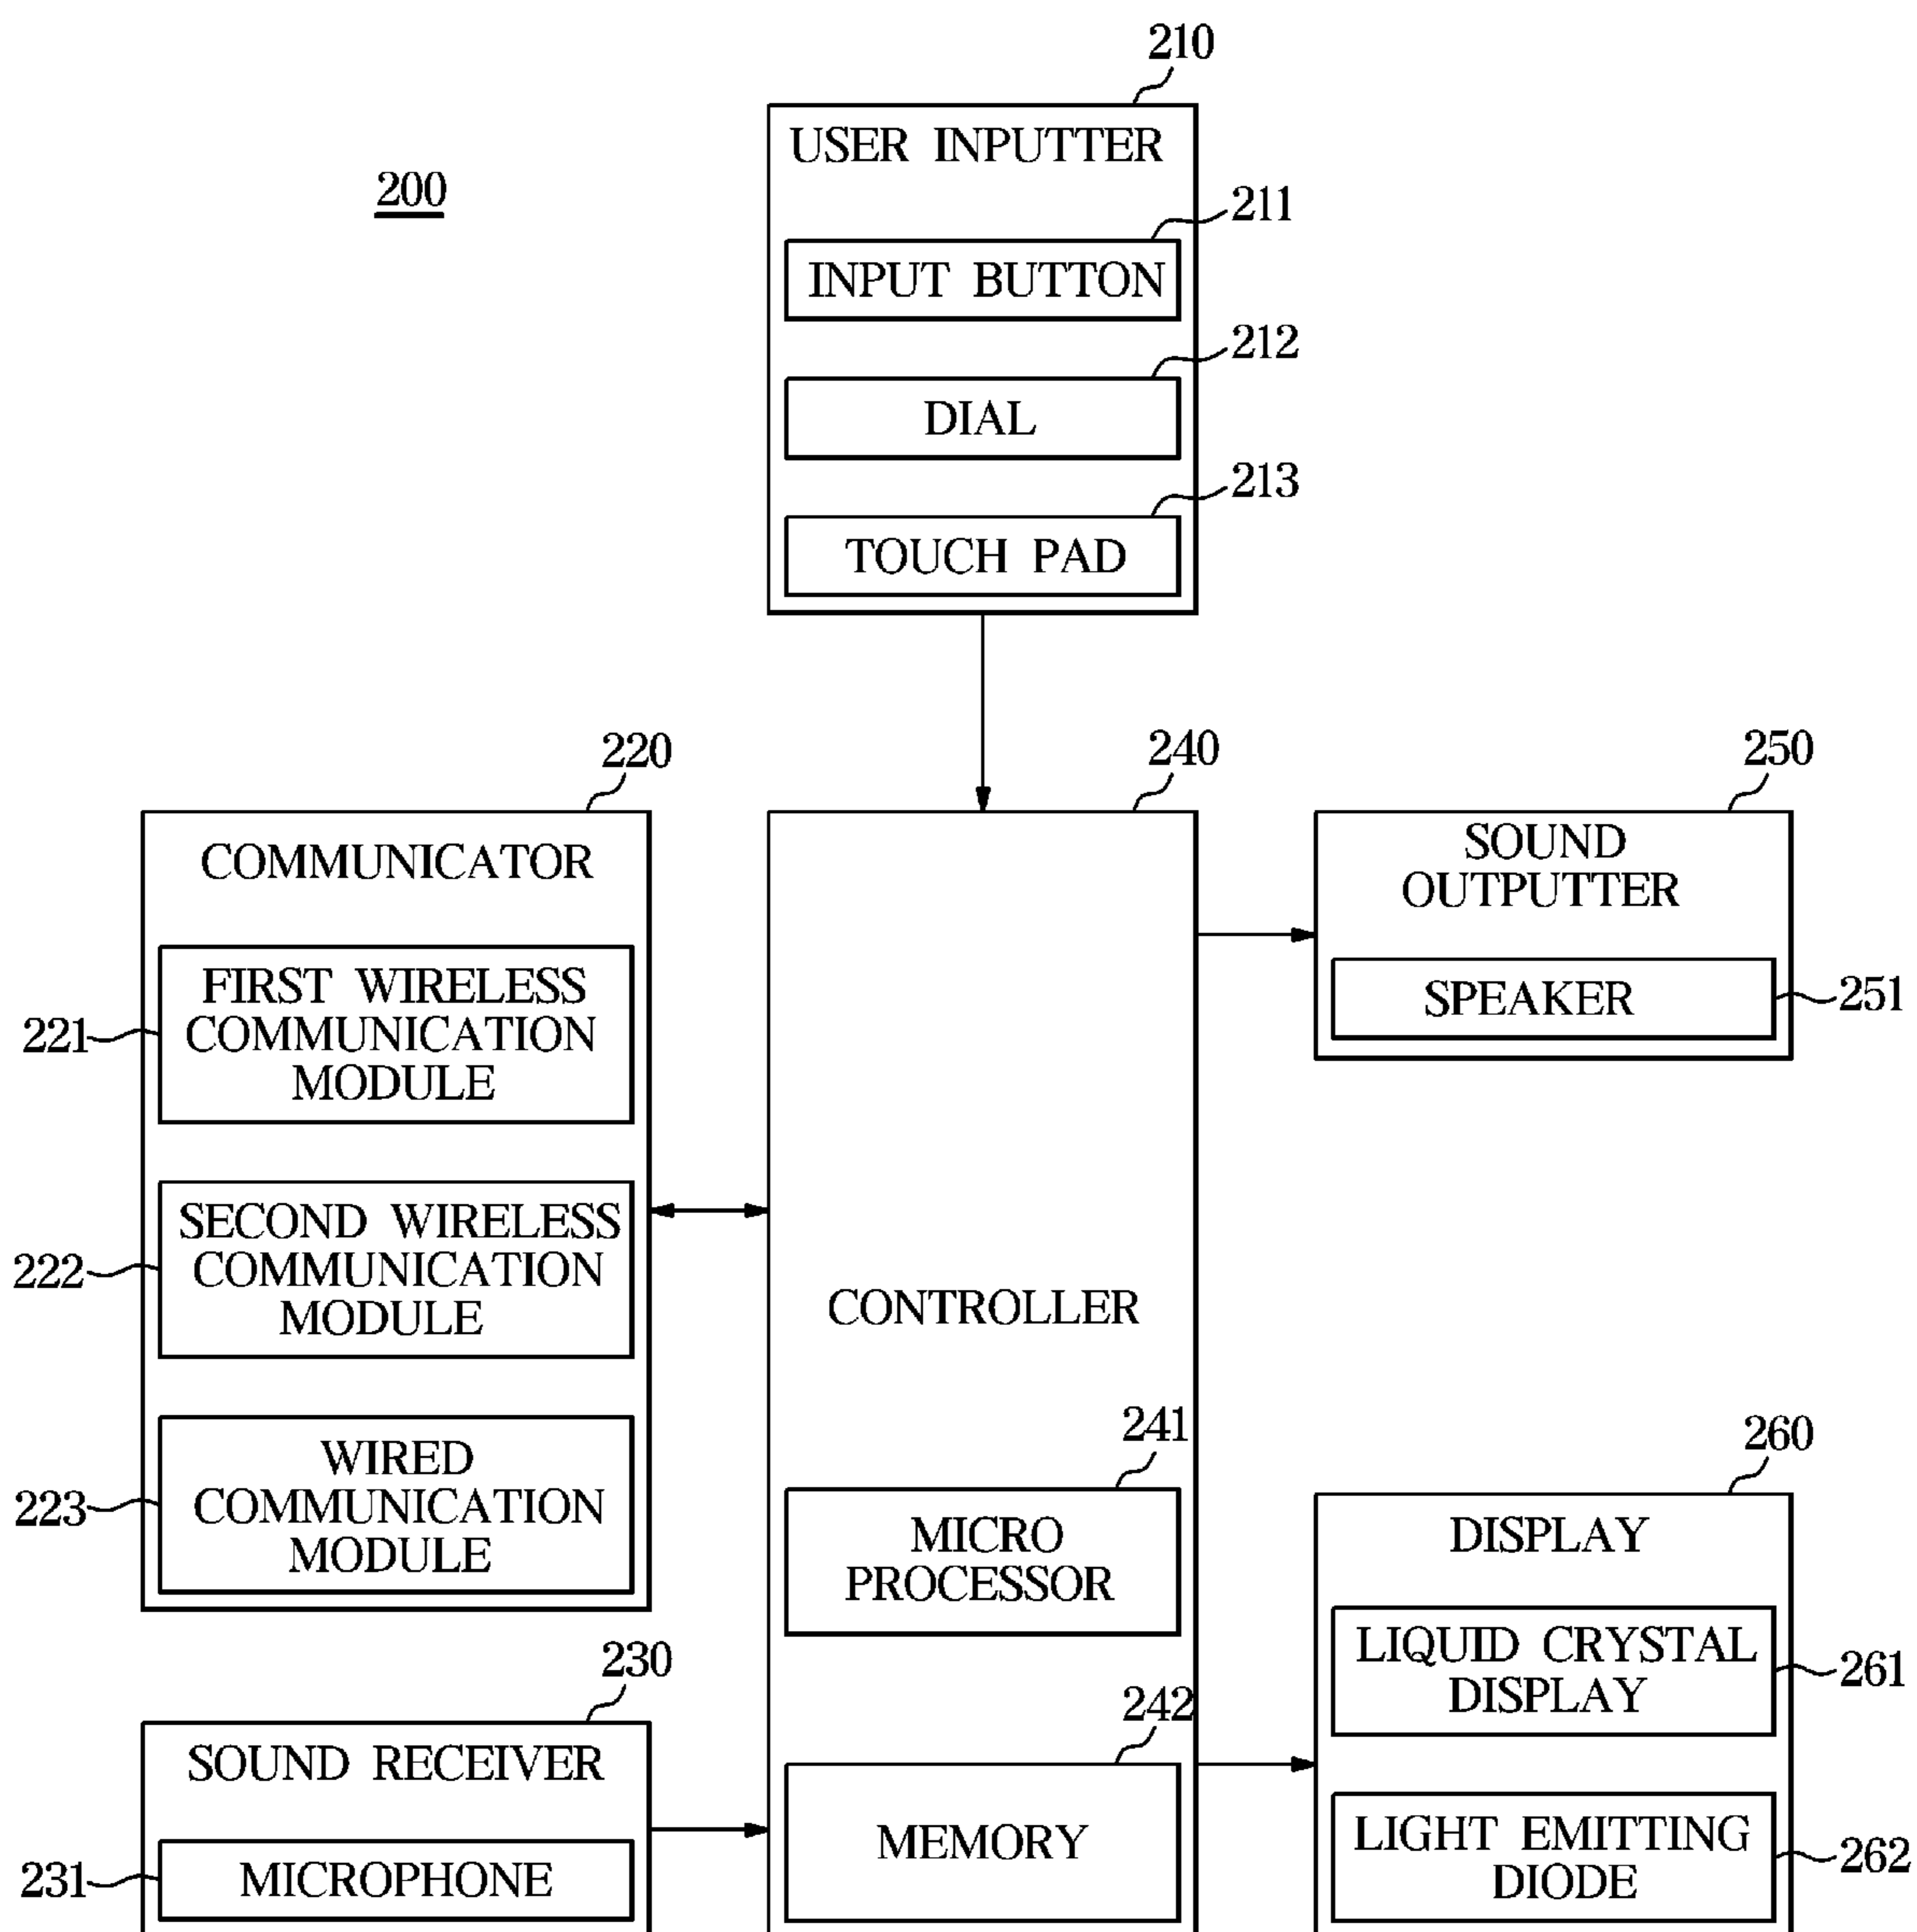 210
USER INPUTTER
200
211
INPUT BUTTON
212
DIAL
213
TOUCH PAD
220
COMMUNICATOR
221
FIRST WIRELESS
COMMUNICATION
MODULE
222
SECOND WIRELESS
COMMUNICATION
MODULE
223
WIRED
COMMUNICATION
MODULE
230
SOUND RECEIVER
231
MICROPHONE
240
CONTROLLER
241
MICRO
PROCESSOR
242
MEMORY
250
SOUND
OUTPUTTER
SPEAKER
251
260
DISPLAY
LIQUID CRYSTAL
DISPLAY
261
LIGHT EMITTING
DIODE
262